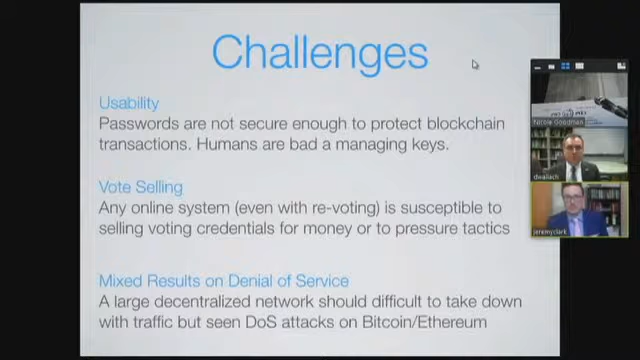 Challenges
Usability
Passwords are not secure enough to protect blockchain
transactions. Humans are bad a managing keys.
Vote Selling
Any online system (even with re-voting) is susceptible to
selling voting credentials for money or to pressure tactics
Mixed Results on Denial of Service
A large decentralized network should difficult to take down
with traffic but seen DoS attacks on Bitcoin/Ethereum
Nicole Goodman
dwallach
jeremyclark